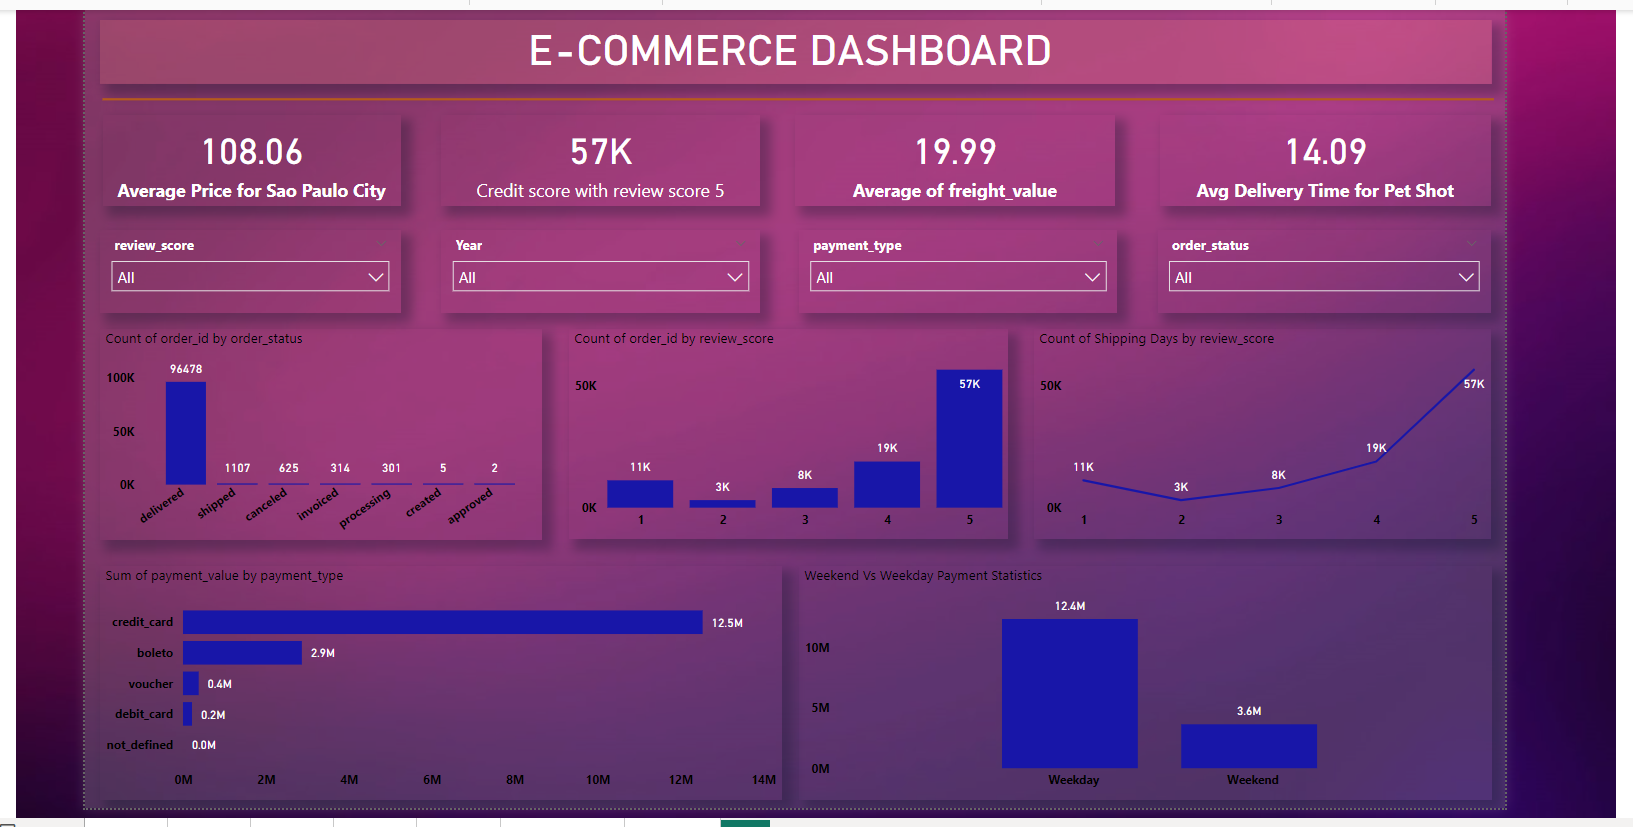 E-COMMERCE DASHBOARD
108.06
Average Price for Sao Paulo City
57K
Credit score with review score 5
19.99
Average of freight_value
14.09
Avg Delivery Time for Pet Shot
review_score
All
Year
All
payment_type
All
order_status
All
Count of order_id by order_status
100K
50K
0K
96478
1107
625
314
301
5
2
delivered
shipped
canceled
invoiced
processing
created
approved
Count of order_id by review_score
50K
0K
11K
3K
8K
19K
57K
1
2
3
4
5
Count of Shipping Days by review_score
50K
0K
11K
3K
8K
19K
57K
1
2
3
4
5
Sum of payment_value by payment_type
credit_card
12.5M
boleto
2.9M
voucher
0.4M
debit_card
0.2M
not_defined
0.0M
0M
2M
4M
6M
8M
10M
12M
14M
Weekend Vs Weekday Payment Statistics
10M
5M
0M
12.4M
3.6M
Weekday
Weekend